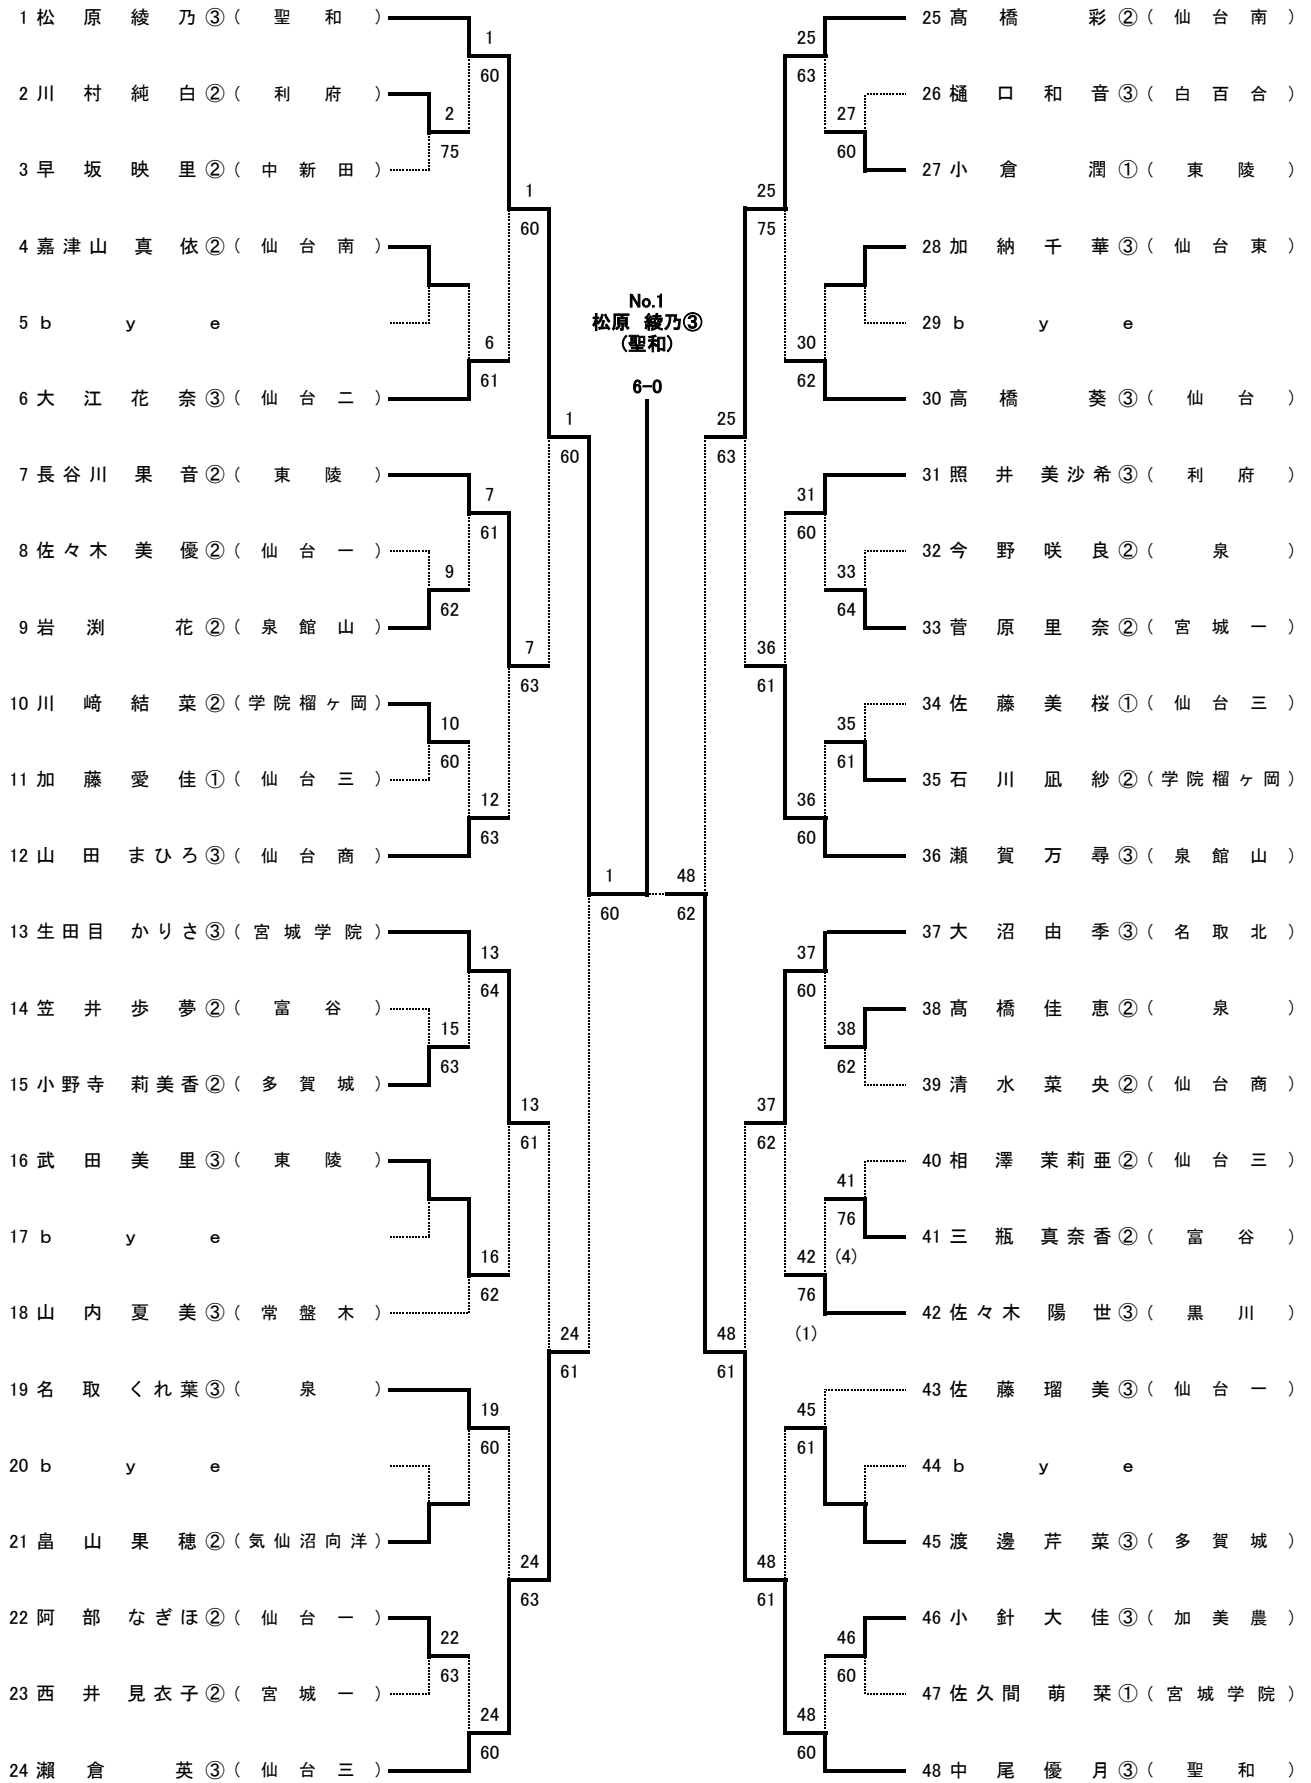 1 松原 綾乃③(聖和)
2 川村 純白②(利府)
3 早坂 映里②(中新田)
4 嘉津山 真依②(仙台南)
5 bye
6 大江 花奈③(仙台二)
7 長谷川 果音②(東陵)
8 佐々木 美優②(仙台一)
9 岩渕 花②(泉館山)
10 川﨑 結菜②(学院榴ヶ岡)
11 加藤 愛佳①(仙台三)
12 山田 まひろ③(仙台商)
13 生田目 かりさ③(宮城学院)
14 笠井 歩夢②(富谷)
15 小野寺 莉美香②(多賀城)
16 武田 美里③(東陵)
17 bye
18 山内 夏美③(常盤木)
19 名取 くれ葉③(泉)
20 bye
21 畠山 果穂②(気仙沼向洋)
22 阿部 なぎほ②(仙台一)
23 西井 見衣子②(宮城一)
24 瀬倉 英③(仙台三)
2
75
9
62
10
60
15
63
22
63
1
60
6
61
7
61
12
63
13
64
16
62
19
60
24
60
1
60
7
63
13
61
24
63
1
60
24
61
1
60
No.1
松原 綾乃③
(聖和)
6-0
48
62
25
63
48
61
25
75
36
61
37
62
48
61
25
63
30
62
31
60
36
60
37
60
42
76
(1)
45
61
48
60
27
60
33
64
35
61
38
62
41
76
(4)
46
60
25 髙橋 彩②(仙台南)
26 樋口 和音③(白百合)
27 小倉 潤①(東陵)
28 加納 千華③(仙台東)
29 bye
30 高橋 葵③(仙台)
31 照井 美沙希③(利府)
32 今野 咲良②(泉)
33 菅原 里奈②(宮城一)
34 佐藤 美桜①(仙台三)
35 石川 凪紗②(学院榴ヶ岡)
36 瀬賀 万尋③(泉館山)
37 大沼 由季③(名取北)
38 髙橋 佳恵②(泉)
39 清水 菜央②(仙台商)
40 相澤 茉莉亜②(仙台三)
41 三瓶 真奈香②(富谷)
42 佐々木 陽世③(黒川)
43 佐藤 瑠美③(仙台一)
44 bye
45 渡邊 芹菜③(多賀城)
46 小針 大佳③(加美農)
47 佐久間 萌栞①(宮城学院)
48 中尾 優月③(聖和)